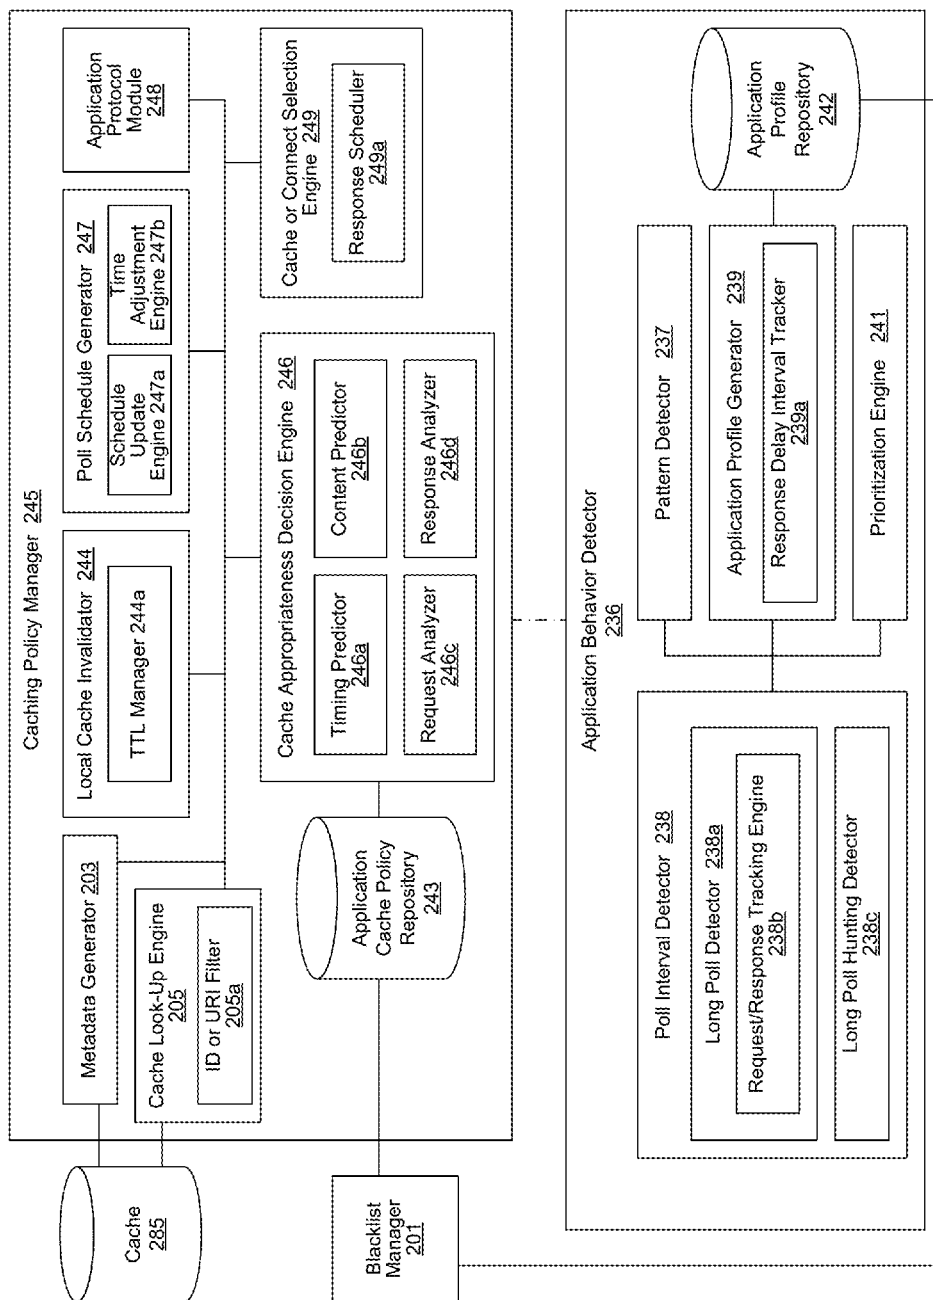 Caching Policy Manager 245
Metadata Generator 203
Local Cache Invalidator 244
TTL Manager 244a
Poll Schedule Generator 247
Schedule
Update
Engine 247a
Time
Adjustment
Engine 247b
Application
Protocol
Module
248
Cache
285
Cache Look-Up Engine
205
ID or URI Filter
205a
Cache Appropriateness Decision Engine 246
Timing Predictor
246a
Content Predictor
246b
Request Analyzer
246c
Response Analyzer
246d
Cache or Connect Selection
Engine 249
Response Scheduler
249a
Application
Cache Policy
Repository
243
Blacklist
Manager
201
Application Behavior Detector
236
Poll Interval Detector 238
Long Poll Detector 238a
Request/Response Tracking Engine
238b
Long Poll Hunting Detector
238c
Pattern Detector 237
Application Profile Generator 239
Response Delay Interval Tracker
239a
Prioritization Engine 241
Application
Profile
Repository
242